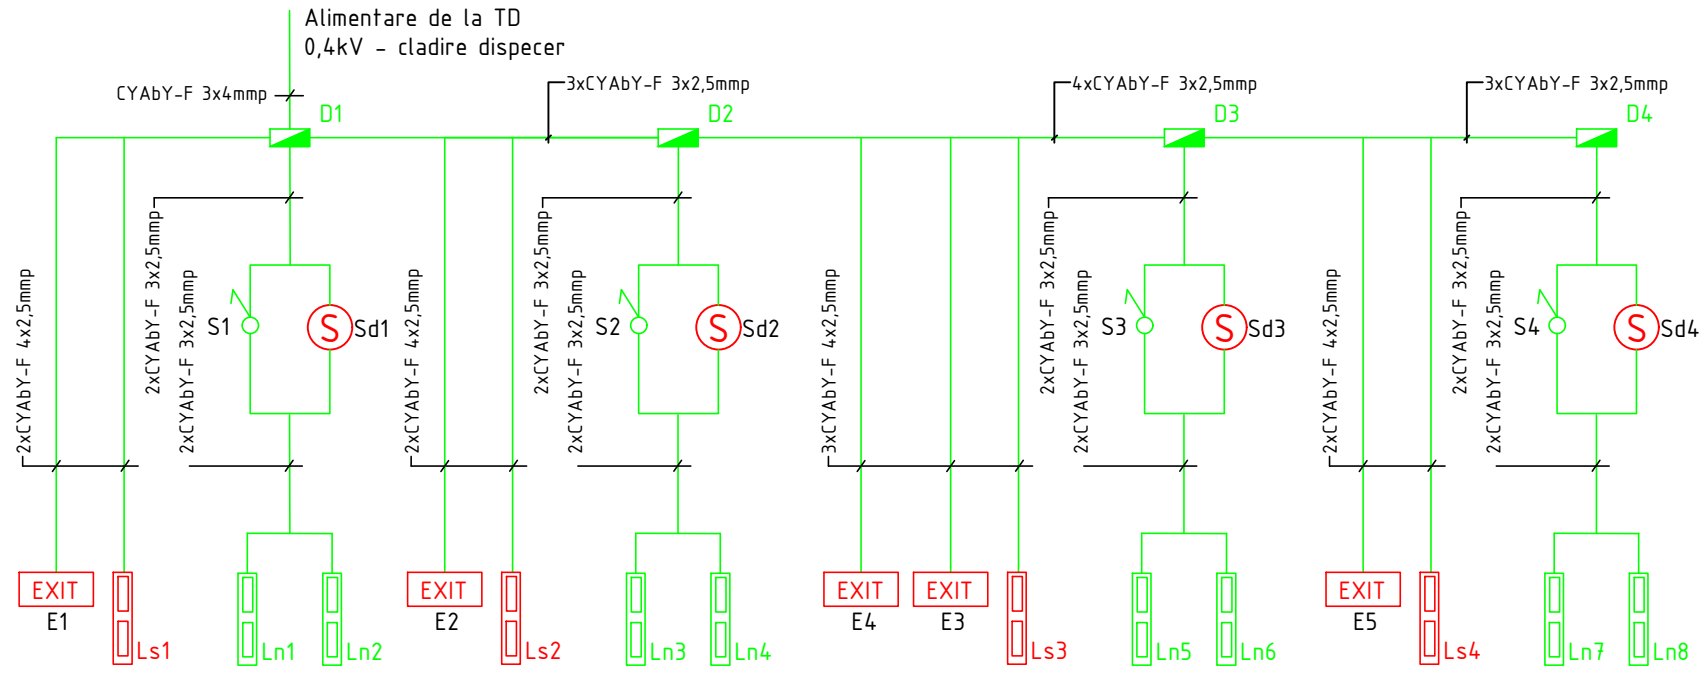 Alimentare de la TD
0,4kV - cladire dispecer
CYAbY-F 3x4mmp
3xCYAbY-F 3x2,5mmp
4xCYAbY-F 3x2,5mmp
3xCYAbY-F 3x2,5mmp
D1
D2
D3
D4
2xCYAbY-F 4x2,5mmp
2xCYAbY-F 3x2,5mmp
2xCYAbY-F 3x2,5mmp
2xCYAbY-F 4x2,5mmp
2xCYAbY-F 3x2,5mmp
2xCYAbY-F 3x2,5mmp
3xCYAbY-F 4x2,5mmp
2xCYAbY-F 3x2,5mmp
2xCYAbY-F 3x2,5mmp
2xCYAbY-F 4x2,5mmp
2xCYAbY-F 3x2,5mmp
2xCYAbY-F 3x2,5mmp
S1
S
Sd1
S2
S
Sd2
S3
S
Sd3
S4
S
Sd4
EXIT
E1
Ls1
Ln1
Ln2
EXIT
E2
Ls2
Ln3
Ln4
EXIT
E4
EXIT
E3
Ls3
Ln5
Ln6
EXIT
E5
Ls4
Ln7
Ln8